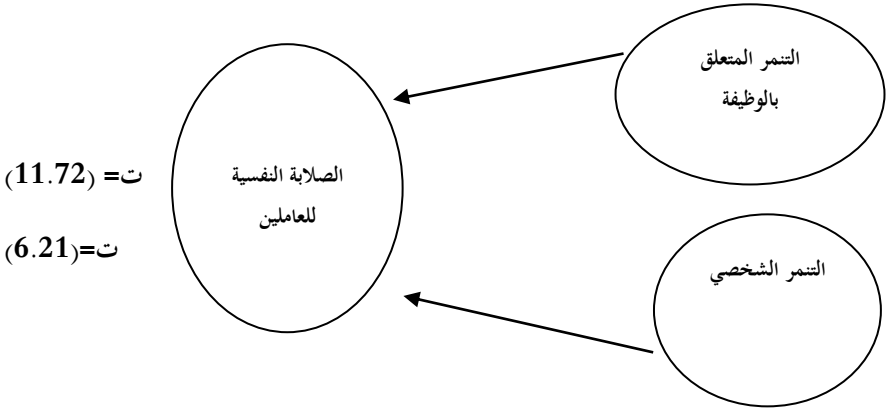 التنمر المتعلق
بالوظيفة
الصلابة النفسية
للعاملين
ت= (11.72)
ت=(6.21)
التنمر الشخصي